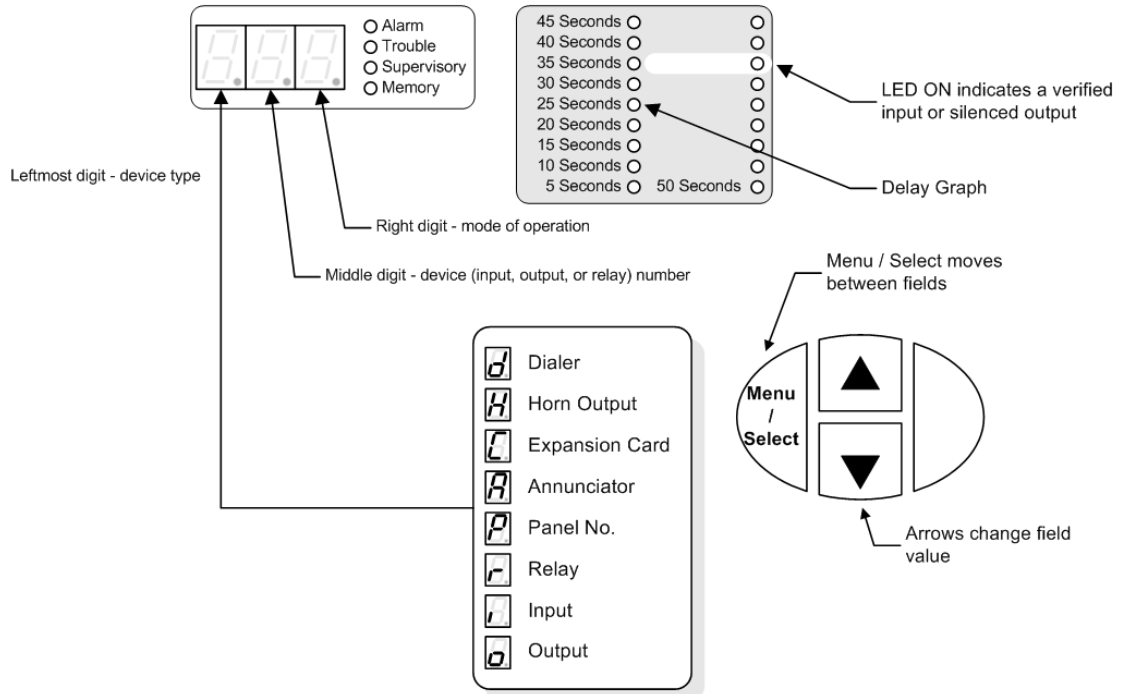 Alarm
Trouble
Supervisory
Memory
Leftmost digit - device type
Right digit - mode of operation
Middle digit - device (input, output, or relay) number
45 Seconds
40 Seconds
35 Seconds
30 Seconds
25 Seconds
20 Seconds
15 Seconds
10 Seconds
5 Seconds 50 Seconds
LED ON indicates a verified
input or silenced output
Delay Graph
Menu / Select moves
between fields
Menu
/
Select
Arrows change field
value
d Dialer
H Horn Output
C Expansion Card
A Annunciator
P Panel No.
r Relay
i Input
o Output